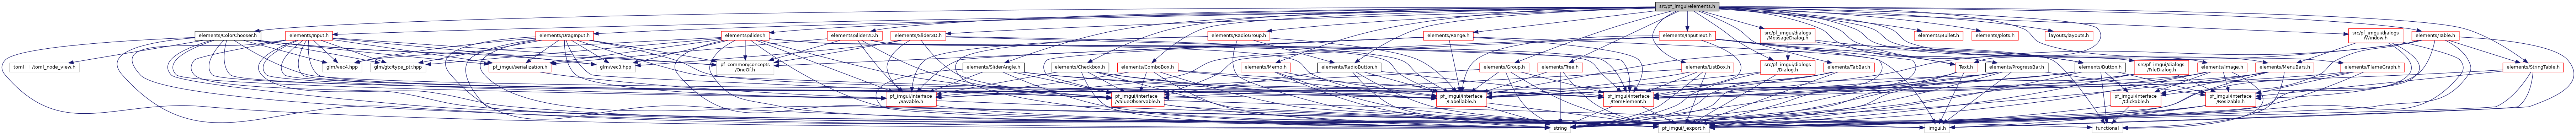 src/pf_imgui/elements.h
elements/ColorChooser.h
elements/Input.h
elements/DragInput.h
elements/Slider.h
elements/Slider2D.h
elements/Slider3D.h
elements/RadioGroup.h
elements/Range.h
elements/InputText.h
src/pf_imgui/dialogs
/MessageDialog.h
elements/Bullet.h
elements/plots.h
layouts/layouts.h
src/pf_imgui/dialogs
/Window.h
elements/Table.h
toml++/toml_node_view.h
glm/vec4.hpp
glm/gtc/type_ptr.hpp
pf_imgui/serialization.h
glm/vec3.hpp
pf_common/concepts
/OneOf.h
elements/SliderAngle.h
elements/Checkbox.h
elements/ComboBox.h
elements/Memo.h
elements/RadioButton.h
elements/Group.h
elements/Tree.h
elements/ListBox.h
src/pf_imgui/dialogs
/Dialog.h
elements/TabBar.h
Text.h
elements/ProgressBar.h
elements/Button.h
src/pf_imgui/dialogs
/FileDialog.h
elements/Image.h
elements/MenuBars.h
elements/FlameGraph.h
elements/StringTable.h
pf_imgui/interface
/Savable.h
pf_imgui/interface
/ValueObservable.h
pf_imgui/interface
/Labellable.h
pf_imgui/interface
/ItemElement.h
pf_imgui/interface
/Clickable.h
pf_imgui/interface
/Resizable.h
string
pf_imgui/_export.h
imgui.h
functional